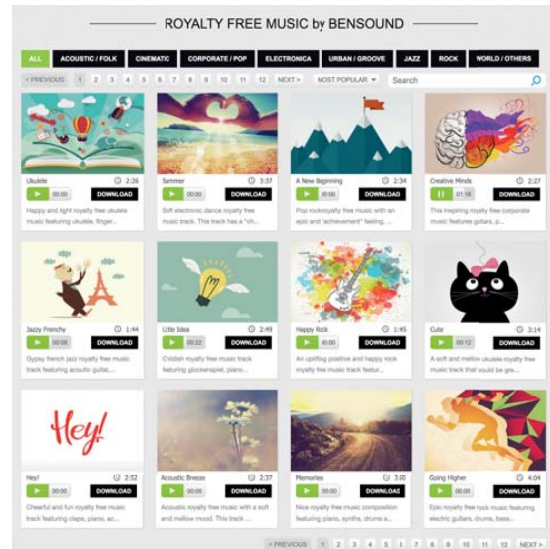 ROYALTY FREE MUSIC by BENSOUND
ALL ACOUSTIC / FOLK CINEMATIC CORPORATE / POP ELECTRONICA URBAN / GROOVE JAZZ ROCK WORLD / OTHERS
< PREVIOUS 1 2 3 4 5 6 7 8 9 10 11 12 NEXT > MOST POPULAR Search
Ukulele 2:26
00:00 DOWNLOAD
Happy and light royalty free ukulele
music featuring ukulele, finger...
Summer 3:37
00:00 DOWNLOAD
Soft electronic dance royalty free
music track. This track has a "ch...
A New Beginning 2:34
00:00 DOWNLOAD
Pop rock royalty free music with an
epic and "achievement" feeling. ...
Creative Minds 2:27
01:16 DOWNLOAD
This inspiring royalty free corporate
music features guitars, p...
Jazzy Frenchy 1:44
00:08 DOWNLOAD
Gypsy french jazz royalty free music
track featuring acoustic guitar, ...
Little Idea 2:49
00:22 DOWNLOAD
Childish royalty free music track
featuring glockenspiel, piano...
Happy Rock 1:45
00:00 DOWNLOAD
An uplifting positive and happy rock
royalty free music track featur...
Cute 3:14
00:12 DOWNLOAD
A soft and mellow ukulele royalty free
music track that would be gre...
Hey!
Hey! 2:52
00:00 DOWNLOAD
Cheerful and fun royalty free music
track featuring claps, piano, ac...
Acoustic Breeze 2:37
00:00 DOWNLOAD
Acoustic royalty free music with a soft
and mellow mood. This track ...
Memories
00:00 DOWNLOAD
Nice royalty free music composition
featuring piano, synths, drums a...
Going Higher 4:04
00:00 DOWNLOAD
Epic royalty free rock music featuring
electric guitars, drums, bass...
< PREVIOUS 1 2 3 4 5 7 8 9 10 11 12 NEXT >